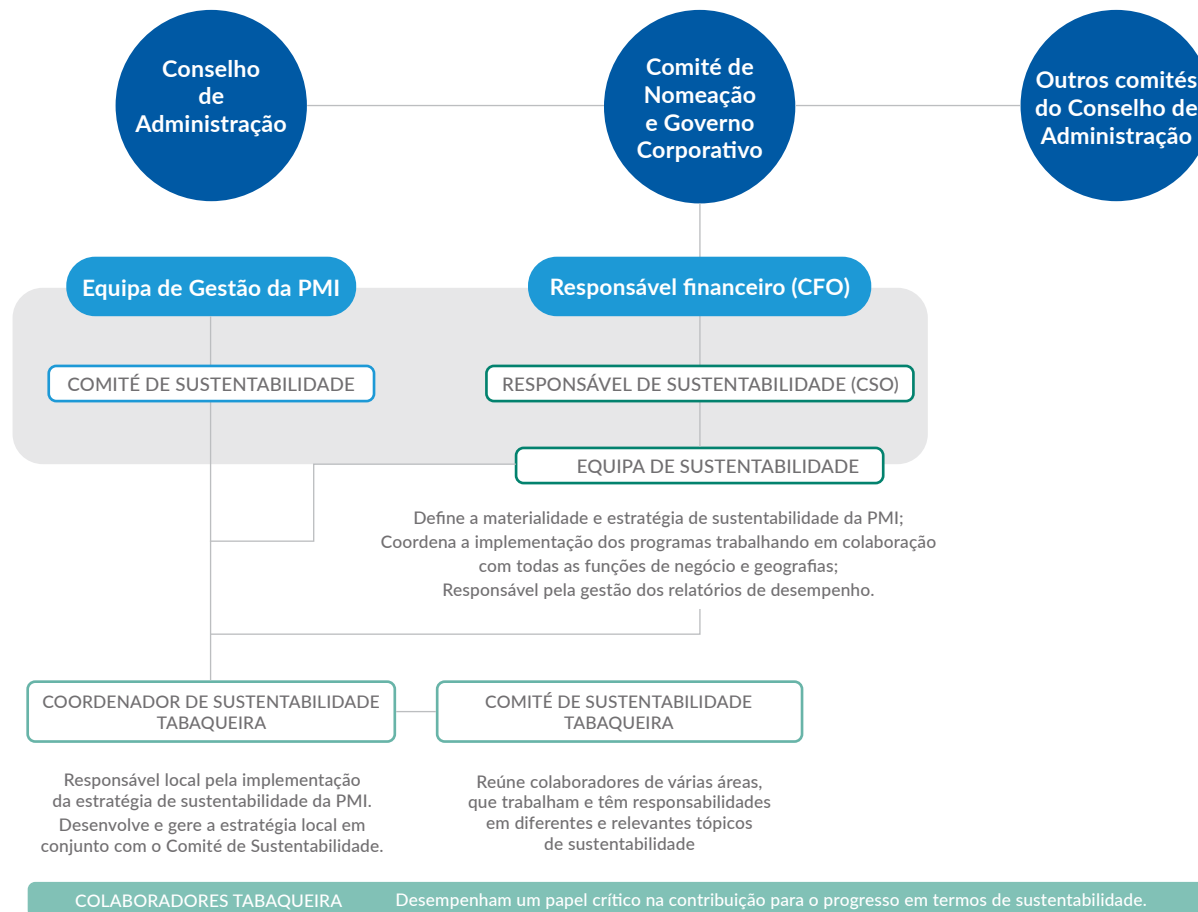 Conselho
de
Administração
Comité de
Nomeação
e Governo
Corporativo
Outros comités
do Conselho de
Administração
Equipa de Gestão da PMI
Responsável financeiro (CFO)
COMITÉ DE SUSTENTABILIDADE
RESPONSÁVEL DE SUSTENTABILIDADE (CSO)
EQUIPA DE SUSTENTABILIDADE
Define a materialidade e estratégia de sustentabilidade da PMI;
Coordena a implementação dos programas trabalhando em colaboração
com todas as funções de negócio e geografias;
Responsável pela gestão dos relatórios de desempenho.
COORDENADOR DE SUSTENTABILIDADE
TABAQUEIRA
COMITÉ DE SUSTENTABILIDADE
TABAQUEIRA
Responsável local pela implementação
da estratégia de sustentabilidade da PMI.
Desenvolve e gere a estratégia local em
conjunto com o Comité de Sustentabilidade.
Reúne colaboradores de várias áreas,
que trabalham e têm responsabilidades
em diferentes e relevantes tópicos
de sustentabilidade
COLABORADORES TABAQUEIRA Desempenham um papel crítico na contribuição para o progresso em termos de sustentabilidade.